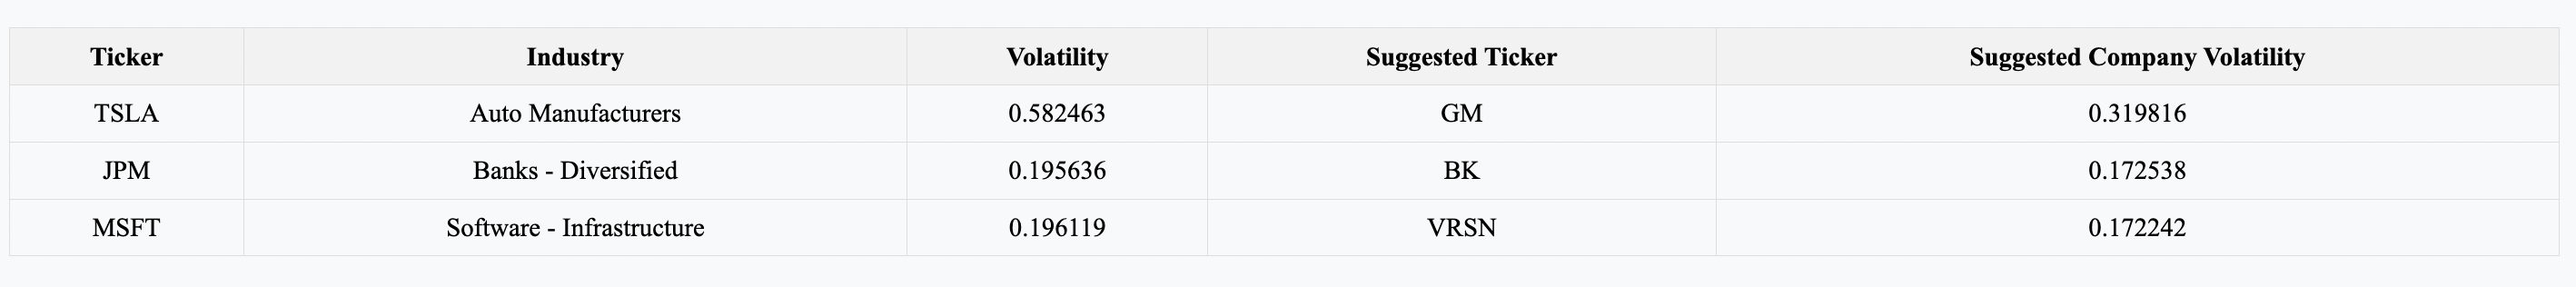 Ticker Industry Volatility Suggested Ticker Suggested Company Volatility
TSLA Auto Manufacturers 0.582463 GM 0.319816
JPM Banks - Diversified 0.195636 BK 0.172538
MSFT Software - Infrastructure 0.196119 VRSN 0.172242